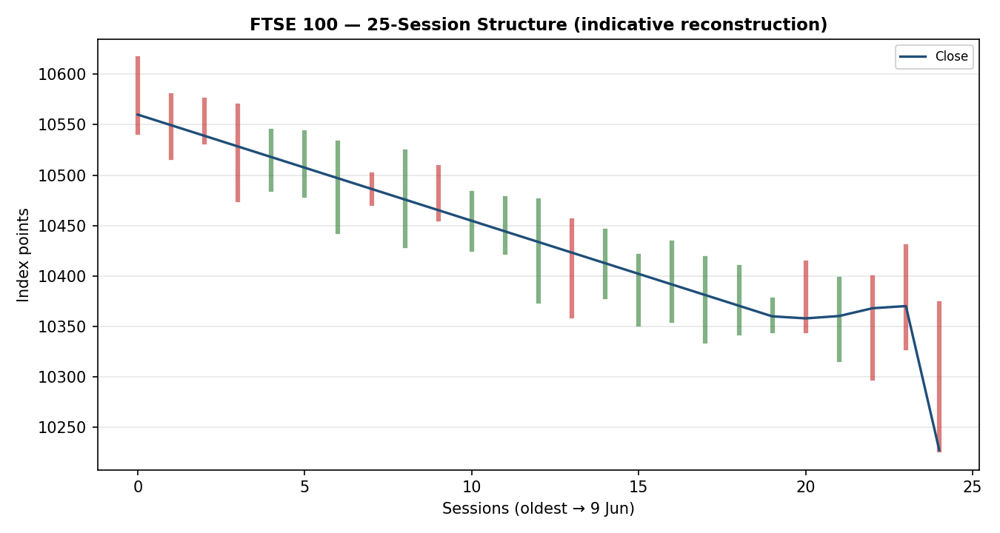 FTSE 100 — 25-Session Structure (indicative reconstruction)
Close
Index points
10600
10550
10500
10450
10400
10350
10300
10250
0 5 10 15 20 25
Sessions (oldest → 9 Jun)